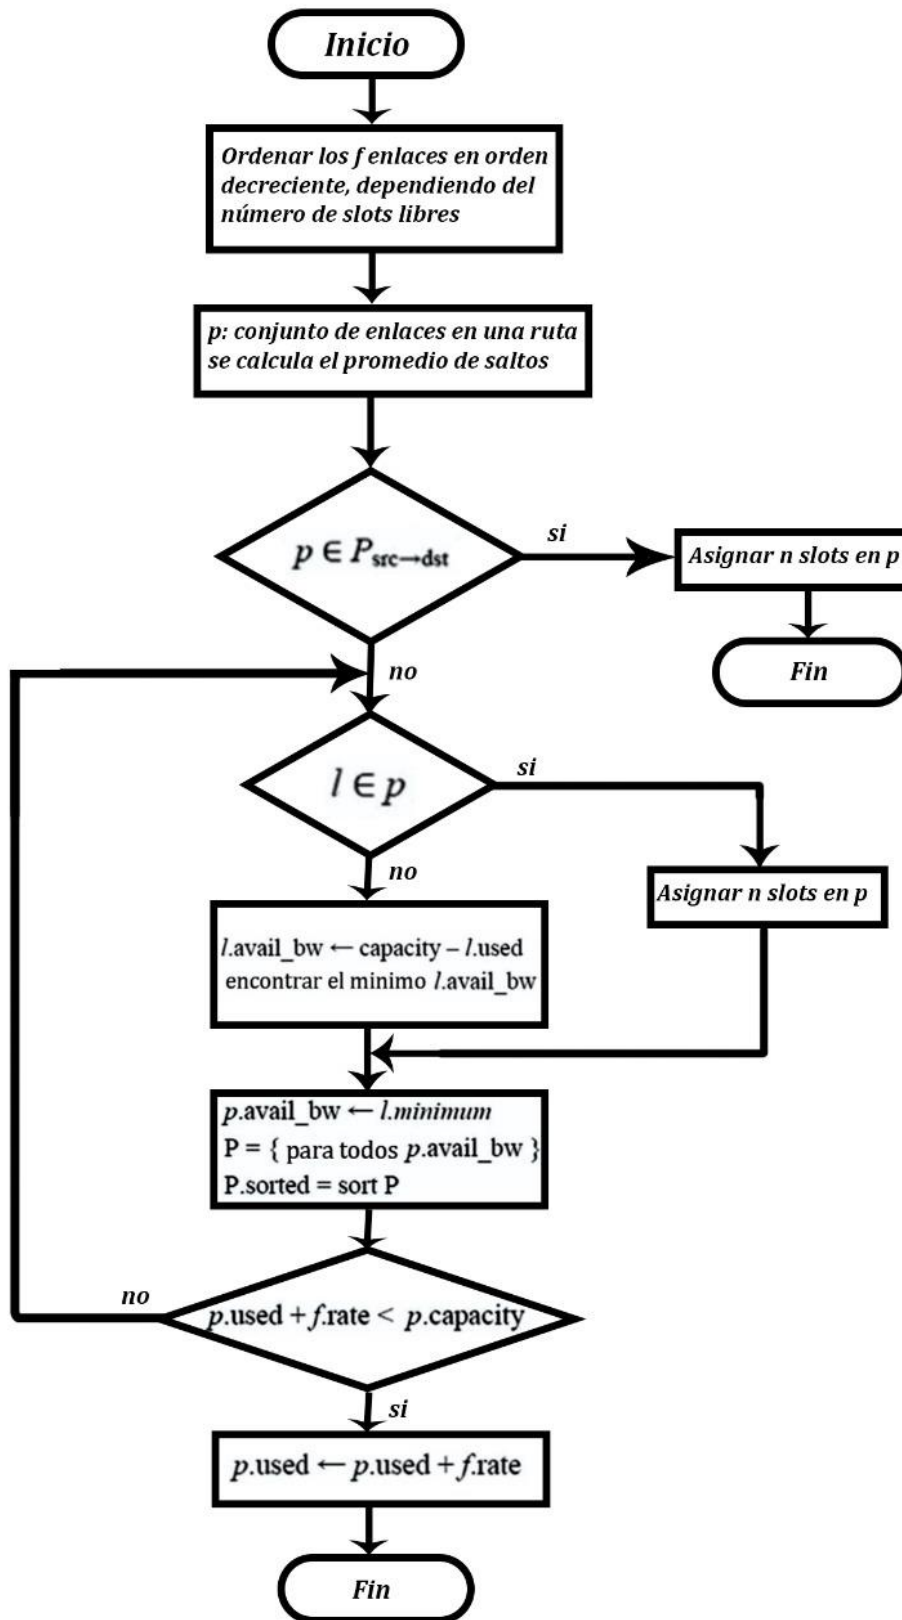 Inicio
Ordenar los f enlaces en orden
decreciente, dependiendo del
número de slots libres
p: conjunto de enlaces en una ruta
se calcula el promedio de saltos
p ∈ P src→dst
si
Asignar n slots en p
Fin
no
l ∈ p
si
Asignar n slots en p
no
l.avail_bw ← capacity – l.used
encontrar el minimo l.avail_bw
p.avail_bw ← l.minimum
P = { para todos p.avail_bw }
P.sorted = sort P
no
p.used + f.rate < p.capacity
si
p.used ← p.used + f.rate
Fin